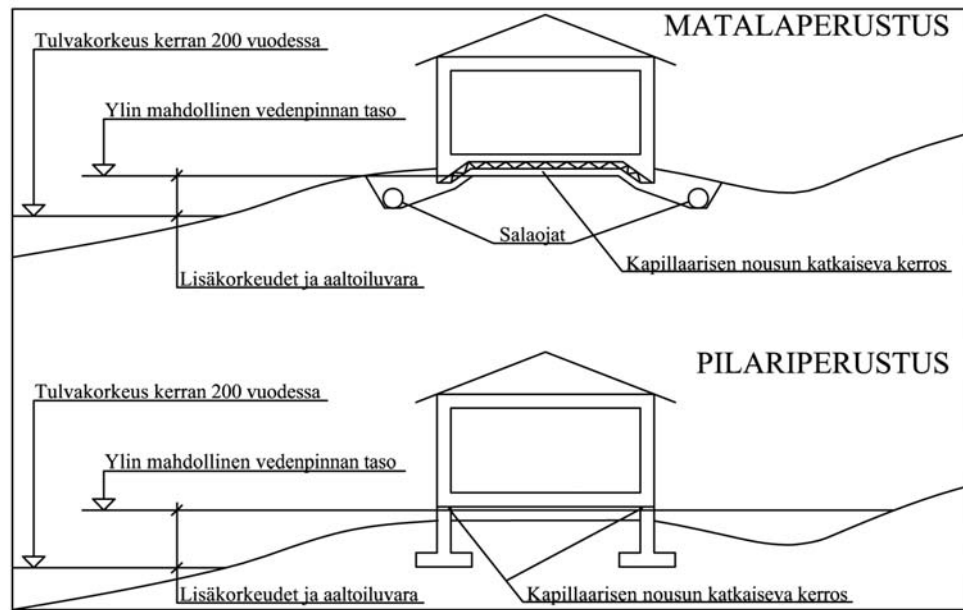 MATALAPERUSTUS
Tulvakorkeus kerran 200 vuodessa
Ylin mahdollinen vedenpinnan taso
Salaojat
Kapillaarisen nousun katkaiseva kerros
Lisäkorkeudet ja aaltoiluvara
PILARIPERUSTUS
Tulvakorkeus kerran 200 vuodessa
Ylin mahdollinen vedenpinnan taso
Lisäkorkeudet ja aaltoiluvara
Kapillaarisen nousun katkaiseva kerros